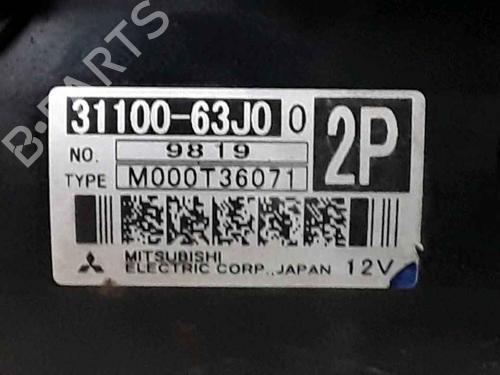 B-PARTS
31100-63J0 0
2P
NO. 9819
TYPE M000T36071
MITSUBISHI
ELECTRIC CORP.,JAPAN 12V